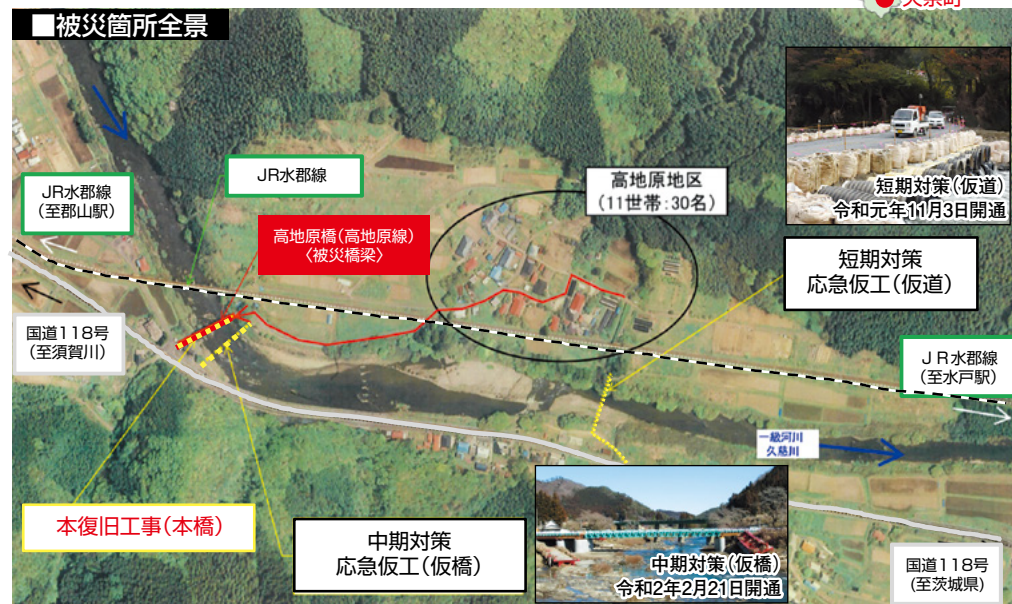 矢祭町
■被災箇所全景
JR水郡線
(至郡山駅)
JR水郡線
高地原橋(高地原線)
〈被災橋梁〉
高地原地区
(11世帯:30名)
短期対策(仮道)
令和元年11月3日開通
短期対策
応急仮工(仮道)
国道118号
(至須賀川)
JR水郡線
(至水戸駅)
一級河川
久慈川
本復旧工事(本橋)
中期対策
応急仮工(仮橋)
中期対策(仮橋)
令和2年2月21日開通
国道118号
(至茨城県)